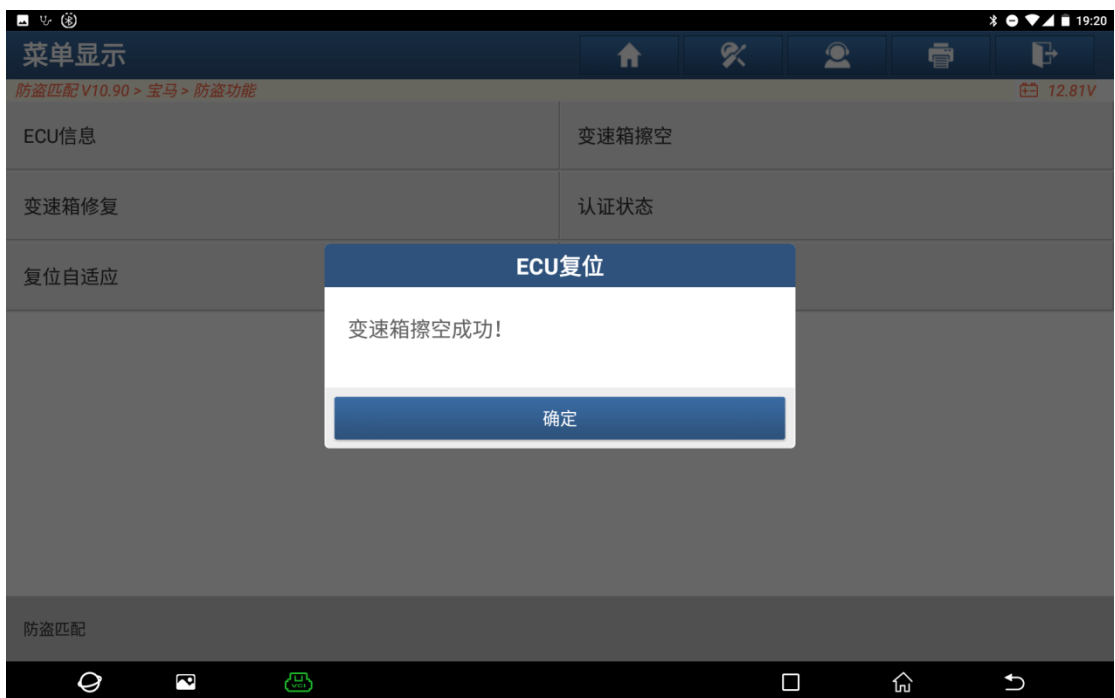 19:20
菜单显示
防盗匹配 V10.90 > 宝马 > 防盗功能
12.81V
ECU信息
变速箱擦空
变速箱修复
认证状态
复位自适应
ECU复位
变速箱擦空成功!
确定
防盗匹配
VCI